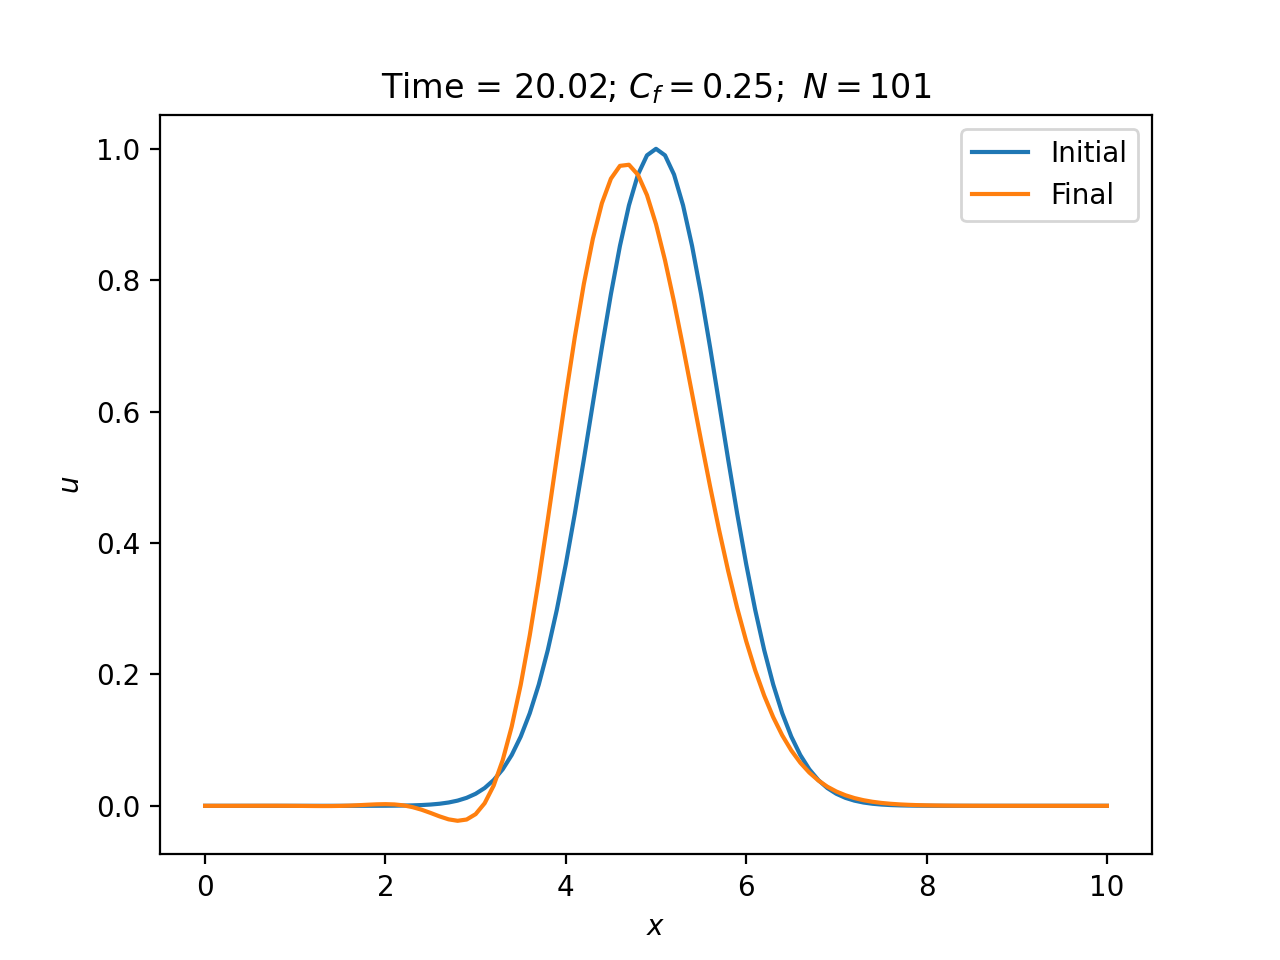 Time = 20.02; $C_f = 0.25;\ N = 101$
Initial
Final
1.0
0.8
0.6
0.4
0.2
0.0
u
0 2 4 6 8 10
x